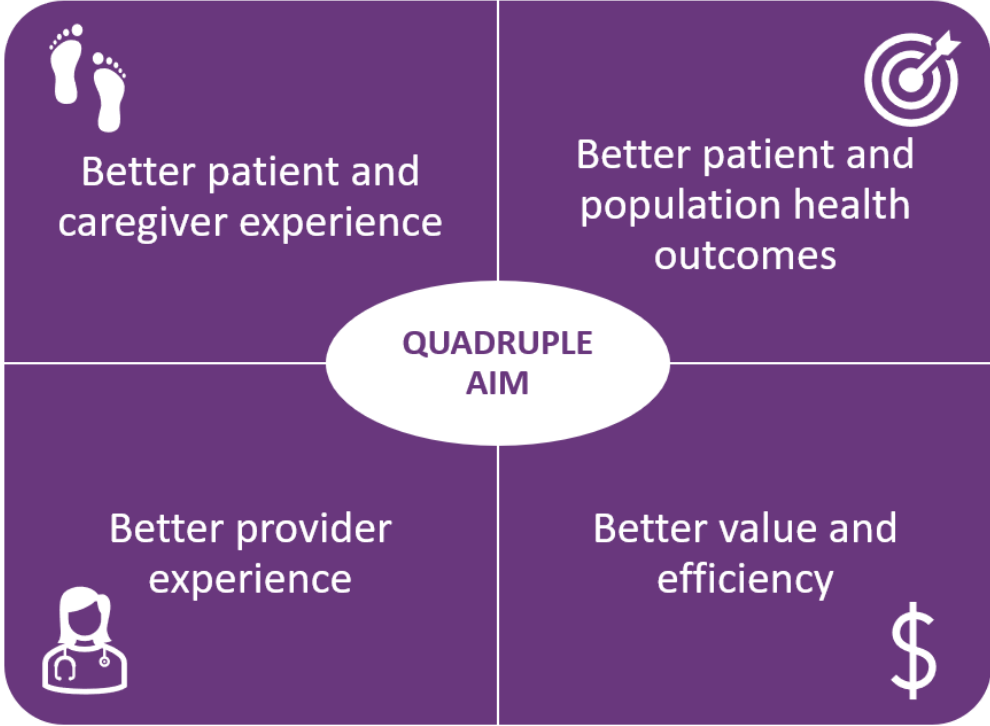 Better patient and
caregiver experience
Better patient and
population health
outcomes
QUADRUPLE
AIM
Better provider
experience
Better value and
efficiency
$